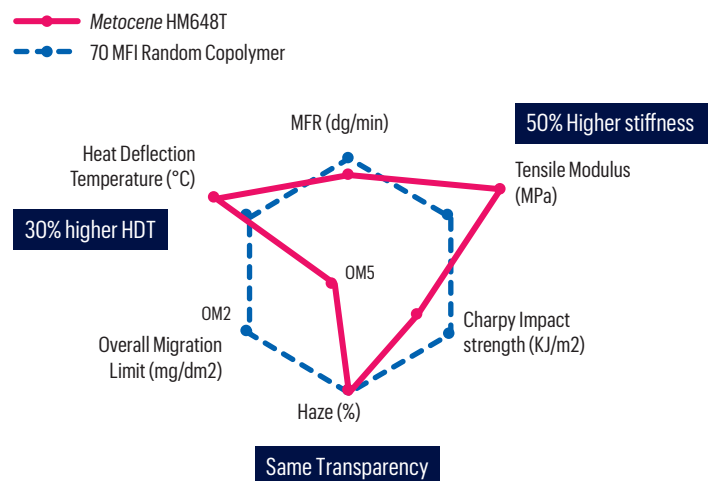 Metocene HM648T
70 MFI Random Copolymer
MFR (dg/min)
50% Higher stiffness
Heat Deflection
Temperature (°C)
Tensile Modulus
(MPa)
30% higher HDT
OM5
OM2
Charpy Impact
strength (KJ/m2)
Overall Migration
Limit (mg/dm2)
Haze (%)
Same Transparency